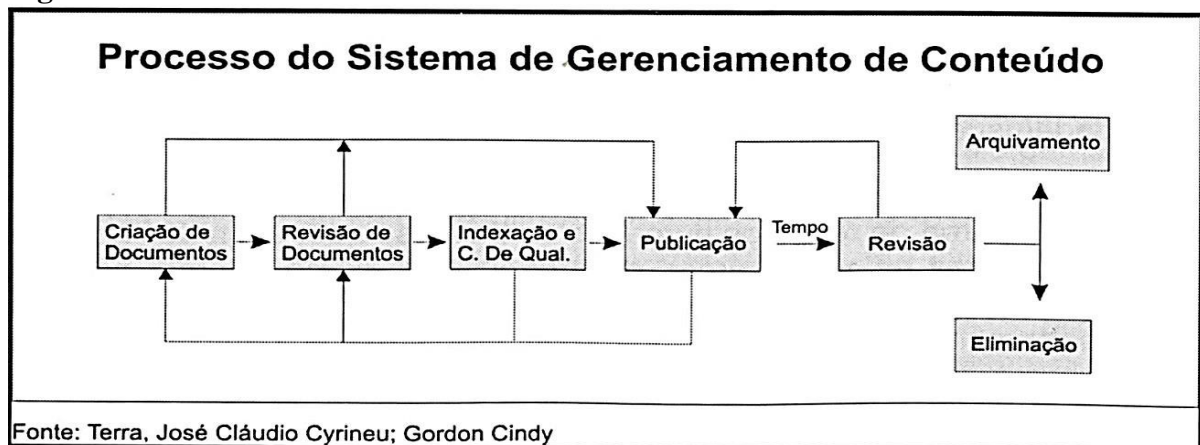 Processo do Sistema de Gerenciamento de Conteúdo
Arquivamento
Criação de
Documentos
Revisão de
Documentos
Indexação e
C. De Qual.
Publicação
Tempo
Revisão
Eliminação
Fonte: Terra, José Cláudio Cyrineu; Gordon Cindy